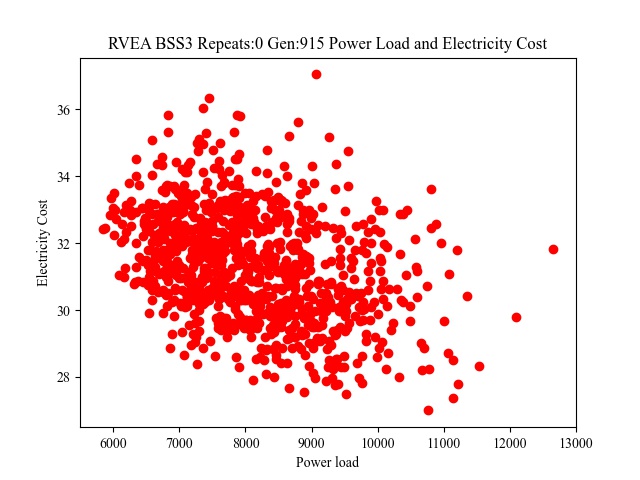 RVEA BSS3 Repeats:0 Gen:915 Power Load and Electricity Cost
36
34
32
30
28
Electricity Cost
6000 7000 8000 9000 10000 11000 12000 13000
Power load